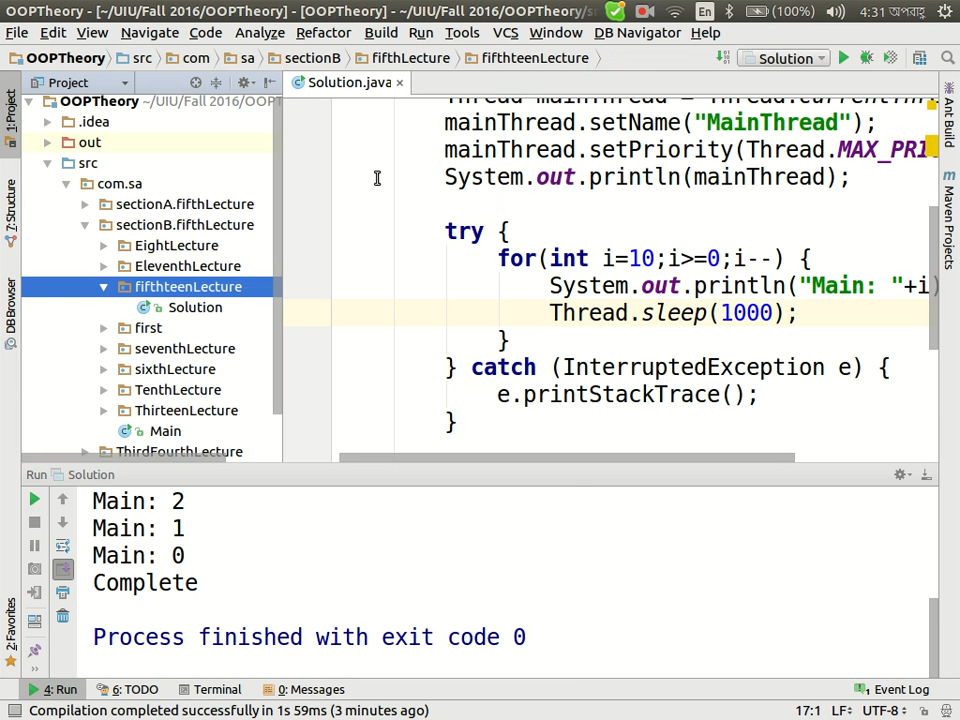 OOPTheory - [~/UIU/Fall 2016/OOPTheory] - [OOPTheory] - ~/UIU/Fall 2016/OOPTheory/s
En (100%) 4:31 অপরাহ্ণ
File Edit View Navigate Code Analyze Refactor Build Run Tools VCS Window DB Navigator Help
OOPTheory src com sa sectionB fifthLecture fifthteenLecture Solution
Project Solution.java
1: Project
7: Structure
DB Browser
2: Favorites
Ant Build
m Maven Projects
OOPTheory ~/UIU/Fall 2016/OOPT
.idea
out
src
com.sa
sectionA.fifthLecture
sectionB.fifthLecture
EightLecture
EleventhLecture
fifthteenLecture
Solution
first
seventhLecture
sixthLecture
TenthLecture
ThirteenLecture
Main
ThirdFourthLecture
Thread mainThread = Thread.currentThr
mainThread.setName("MainThread");
mainThread.setPriority(Thread.MAX_PRI
System.out.println(mainThread);
try {
for(int i=10;i>=0;i--) {
System.out.println("Main: "+i)
Thread.sleep(1000);
}
} catch (InterruptedException e) {
e.printStackTrace();
}
Run Solution
Main: 2
Main: 1
Main: 0
Complete
Process finished with exit code 0
4: Run 6: TODO Terminal 0: Messages 1 Event Log
Compilation completed successfully in 1s 59ms (3 minutes ago) 17:1 LF UTF-8